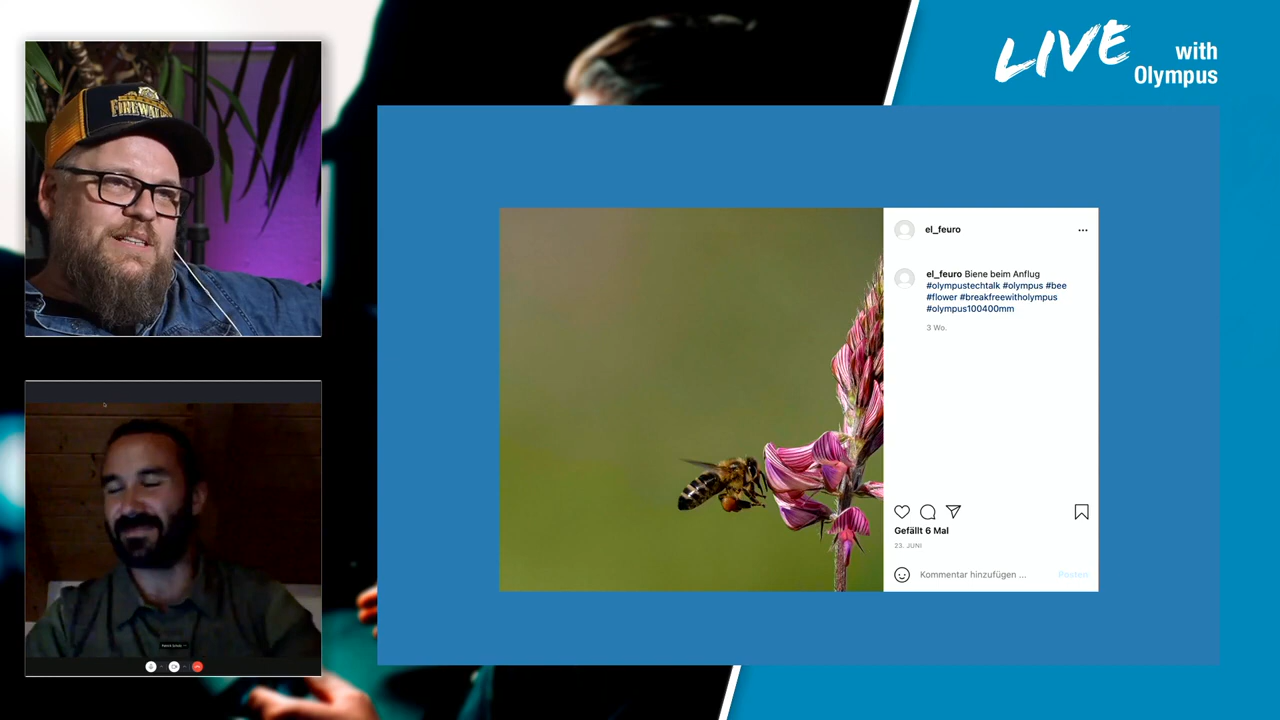 LIVE with
Olympus
FIREWATER
el_feuro
el_feuro Biene beim Anflug
#olympustechtalk #olympus #bee
#flower #breakfreewitholympus
#olympus100400mm
3 Wo.
Gefällt 6 Mal
23. JUNI
Kommentar hinzufügen ...
Posten